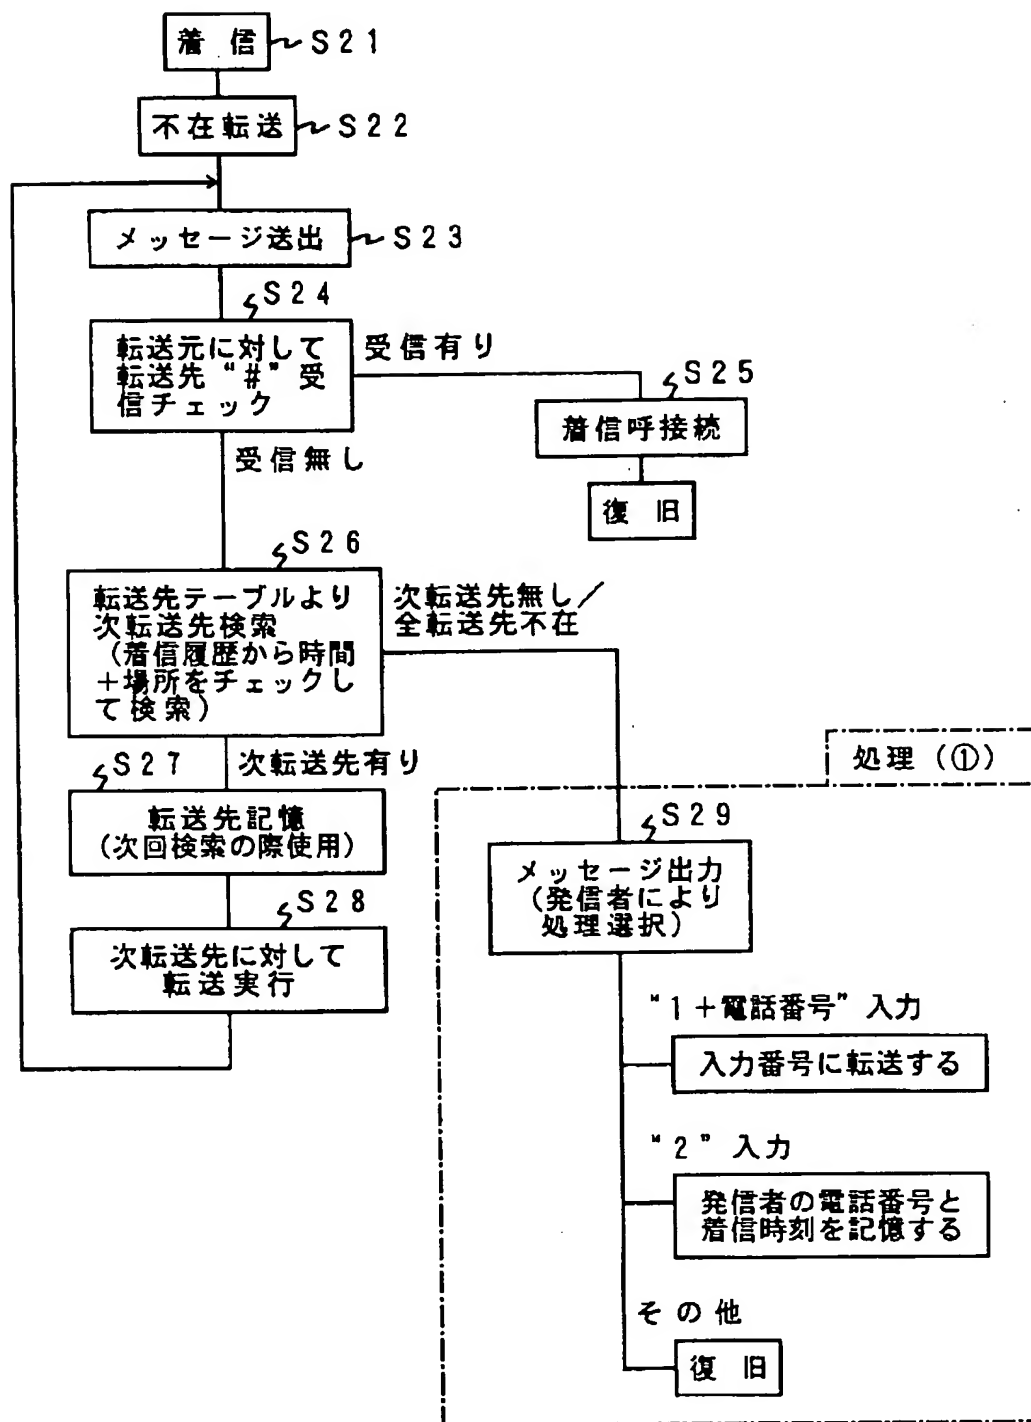 着信 S21
不在転送 S22
メッセージ送出 S23
S24
転送元に対して
転送先“#”受
信チェック
受信有り
S25
着信呼接続
復旧
受信無し
S26
転送先テーブルより
次転送先検索
（着信履歴から時間
＋場所をチェックし
て検索）
次転送先無し／
全転送先不在
S27
次転送先有り
転送先記憶
（次回検索の際使用）
S28
次転送先に対して
転送実行
処理（①）
S29
メッセージ出力
（発信者により
処理選択）
“1＋電話番号”入力
入力番号に転送する
“2”入力
発信者の電話番号と
着信時刻を記憶する
その他
復旧